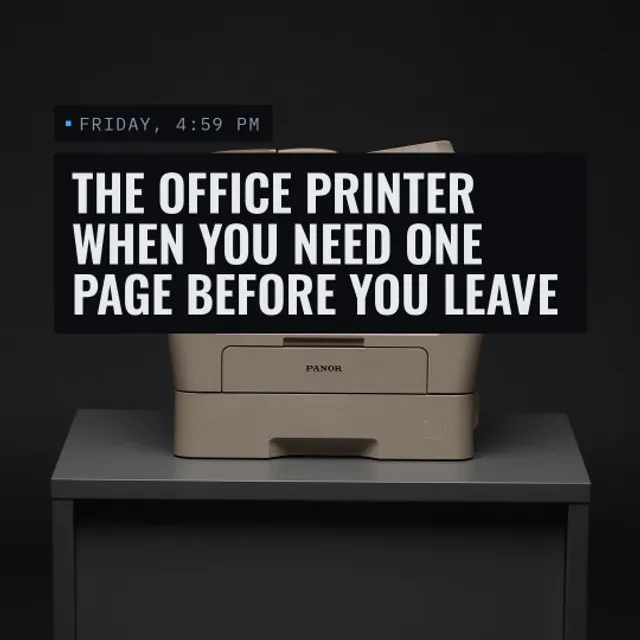 FRIDAY, 4:59 PM
THE OFFICE PRINTER
WHEN YOU NEED ONE
PAGE BEFORE YOU LEAVE
PANOR